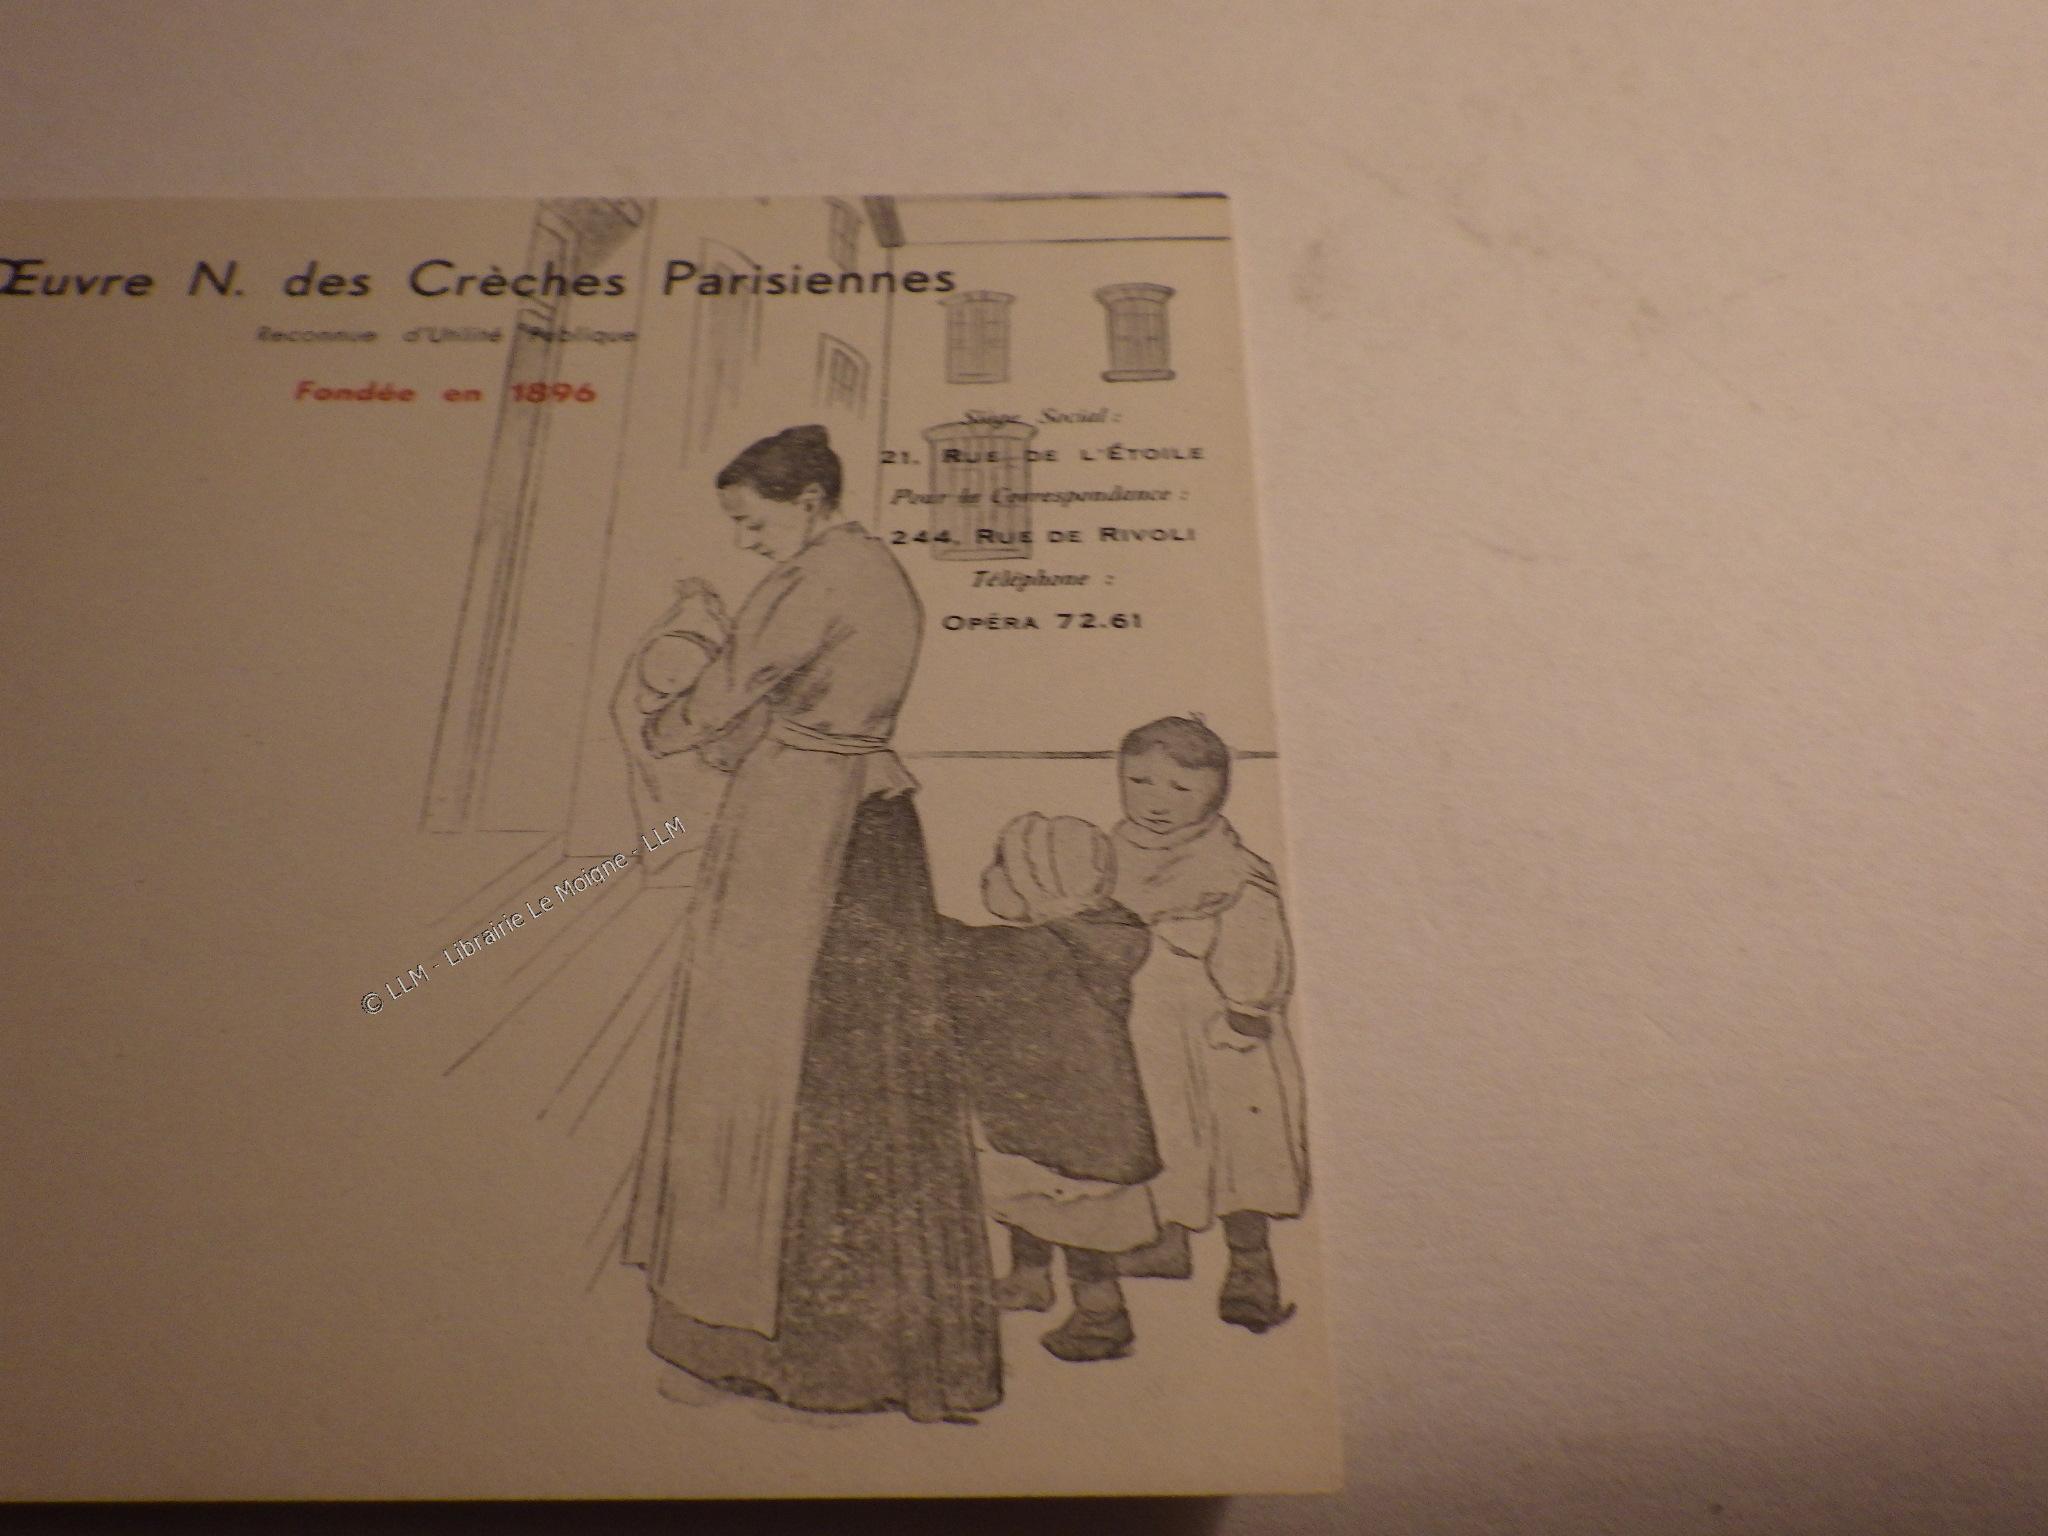 Œuvre N. des Crèches Parisiennes
Reconnue d'Utilité Publique
Fondée en 1896
Siège Social :
21, RUE DE L'ÉTOILE
Pour la Correspondance :
244, RUE DE RIVOLI
Téléphone :
OPÉRA 72.61
© LLM - Librairie Le Moigne - LLM